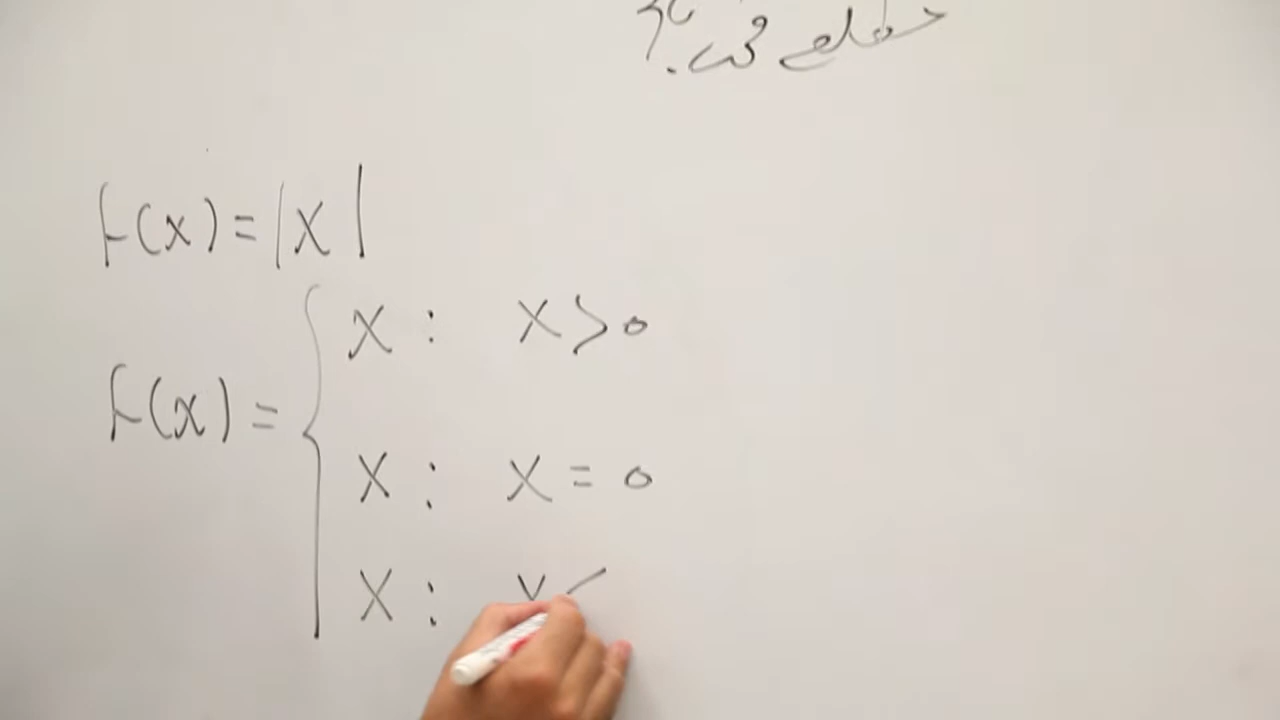 f(x)=|x|
f(x)=
x : x>0
x : x=0
x : x<